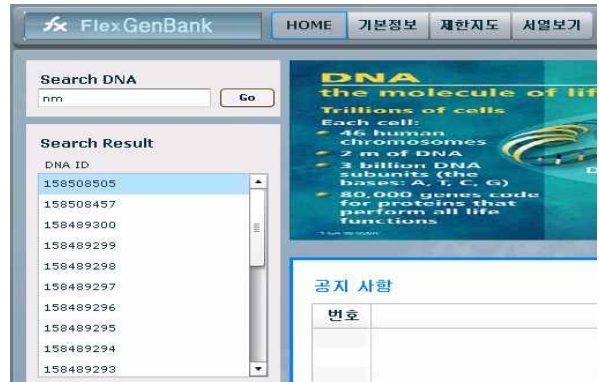 fx FlexGenBank
HOME 기본정보 제한지도 서열보기
Search DNA
nm Go
Search Result
DNA ID
158508505
158508457
158489300
158489299
158489298
158489297
158489296
158489295
158489294
158489293
DNA
the molecule of lif
Trillions of cells
Each cell:
46 human
chromosomes
2 m of DNA
3 billion DNA
subunits (the
bases: A, T, C, G)
80,000 genes code
for proteins that
perform all life
functions
D
공지 사항
번호